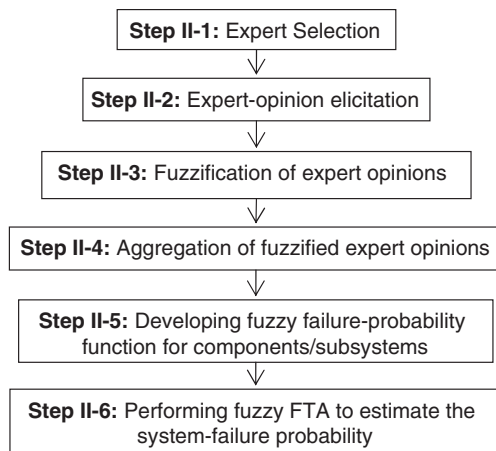 Step II-1: Expert Selection
Step II-2: Expert-opinion elicitation
Step II-3: Fuzzification of expert opinions
Step II-4: Aggregation of fuzzified expert opinions
Step II-5: Developing fuzzy failure-probability
function for components/subsystems
Step II-6: Performing fuzzy FTA to estimate the
system-failure probability